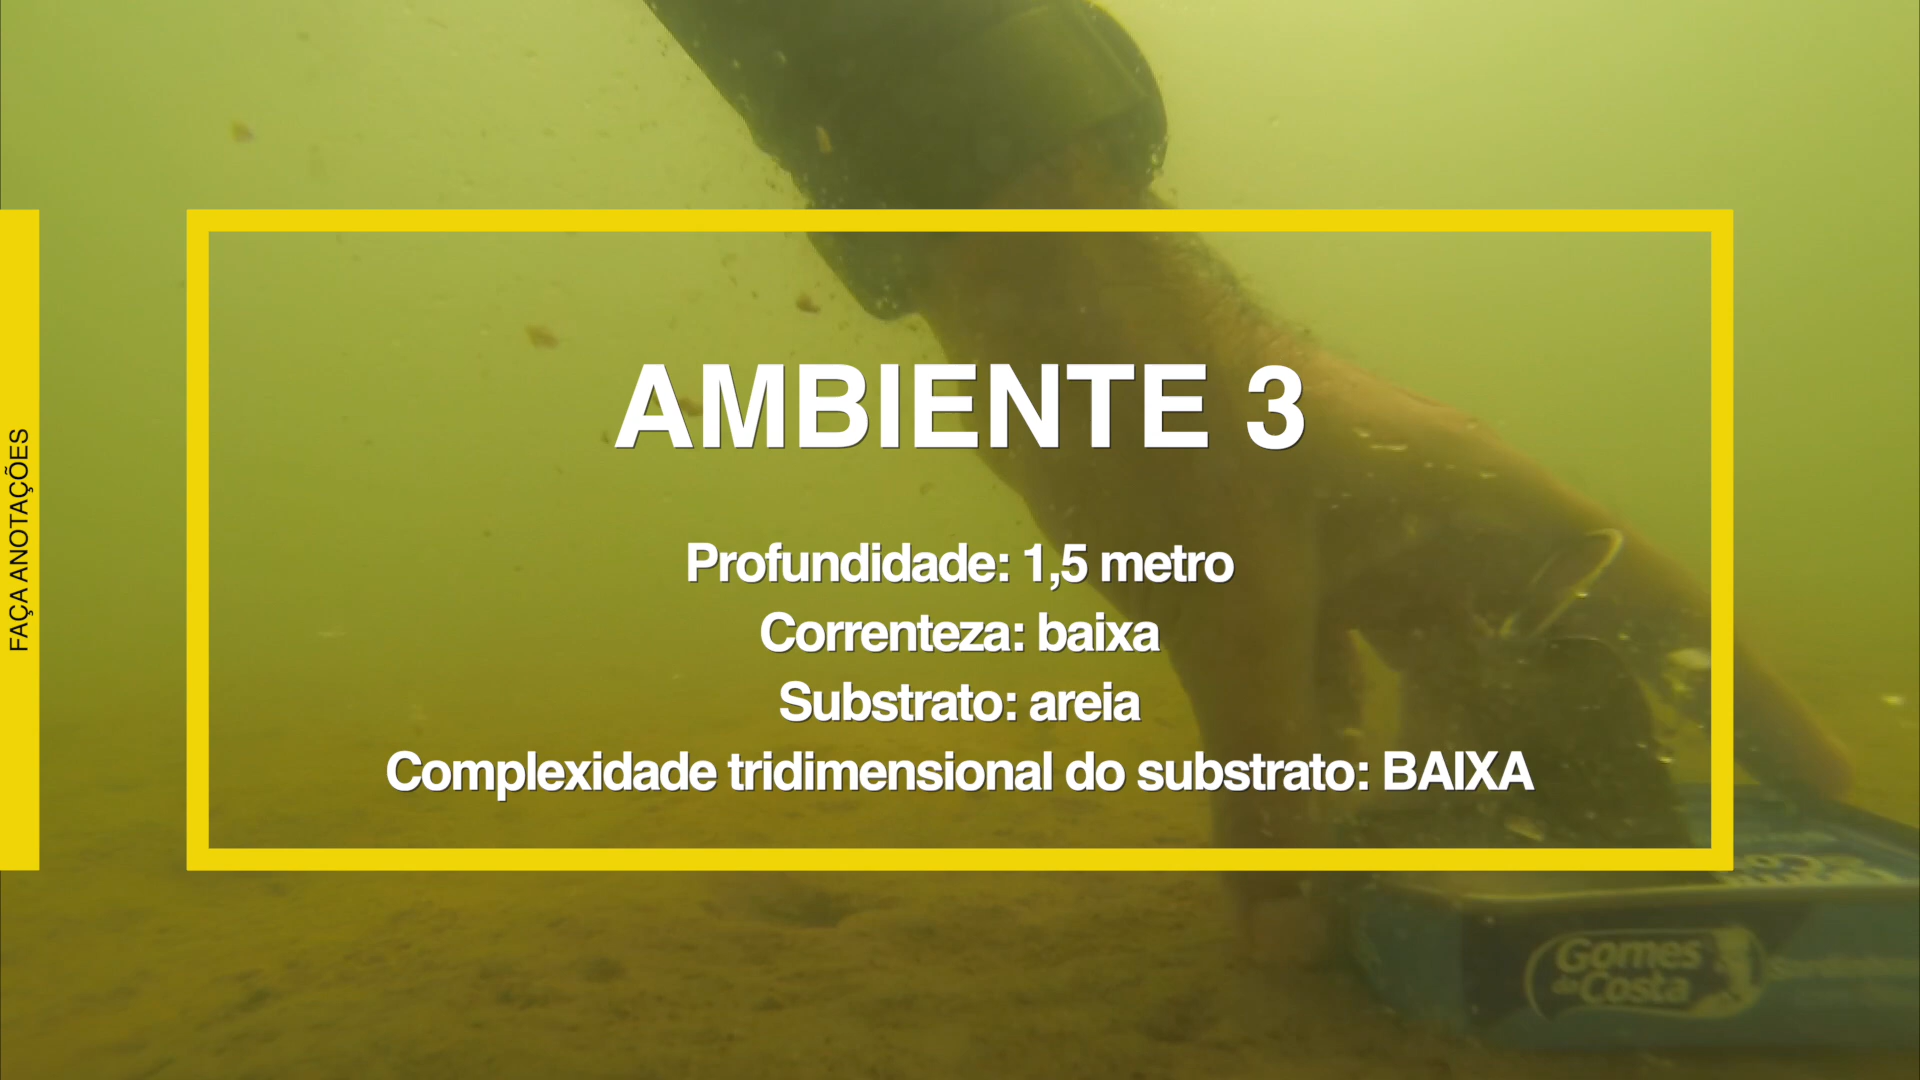 FAÇA ANOTAÇÕES
AMBIENTE 3
Profundidade: 1,5 metro
Correnteza: baixa
Substrato: areia
Complexidade tridimensional do substrato: BAIXA
Gomes
da Costa